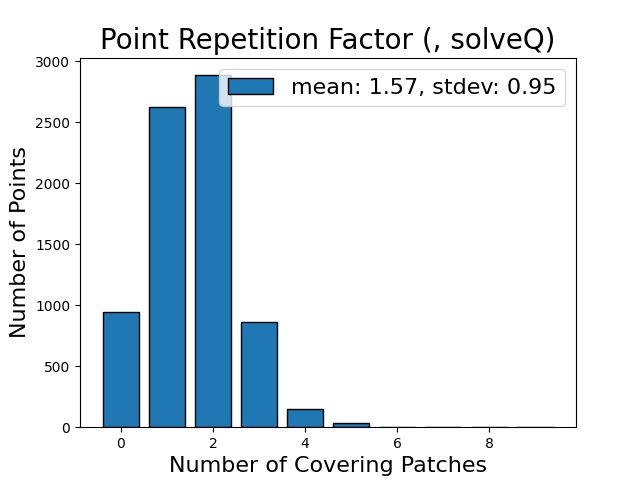 Point Repetition Factor (, solveQ)
mean: 1.57, stdev: 0.95
Number of Points
3000
2500
2000
1500
1000
500
0
0 2 4 6 8
Number of Covering Patches